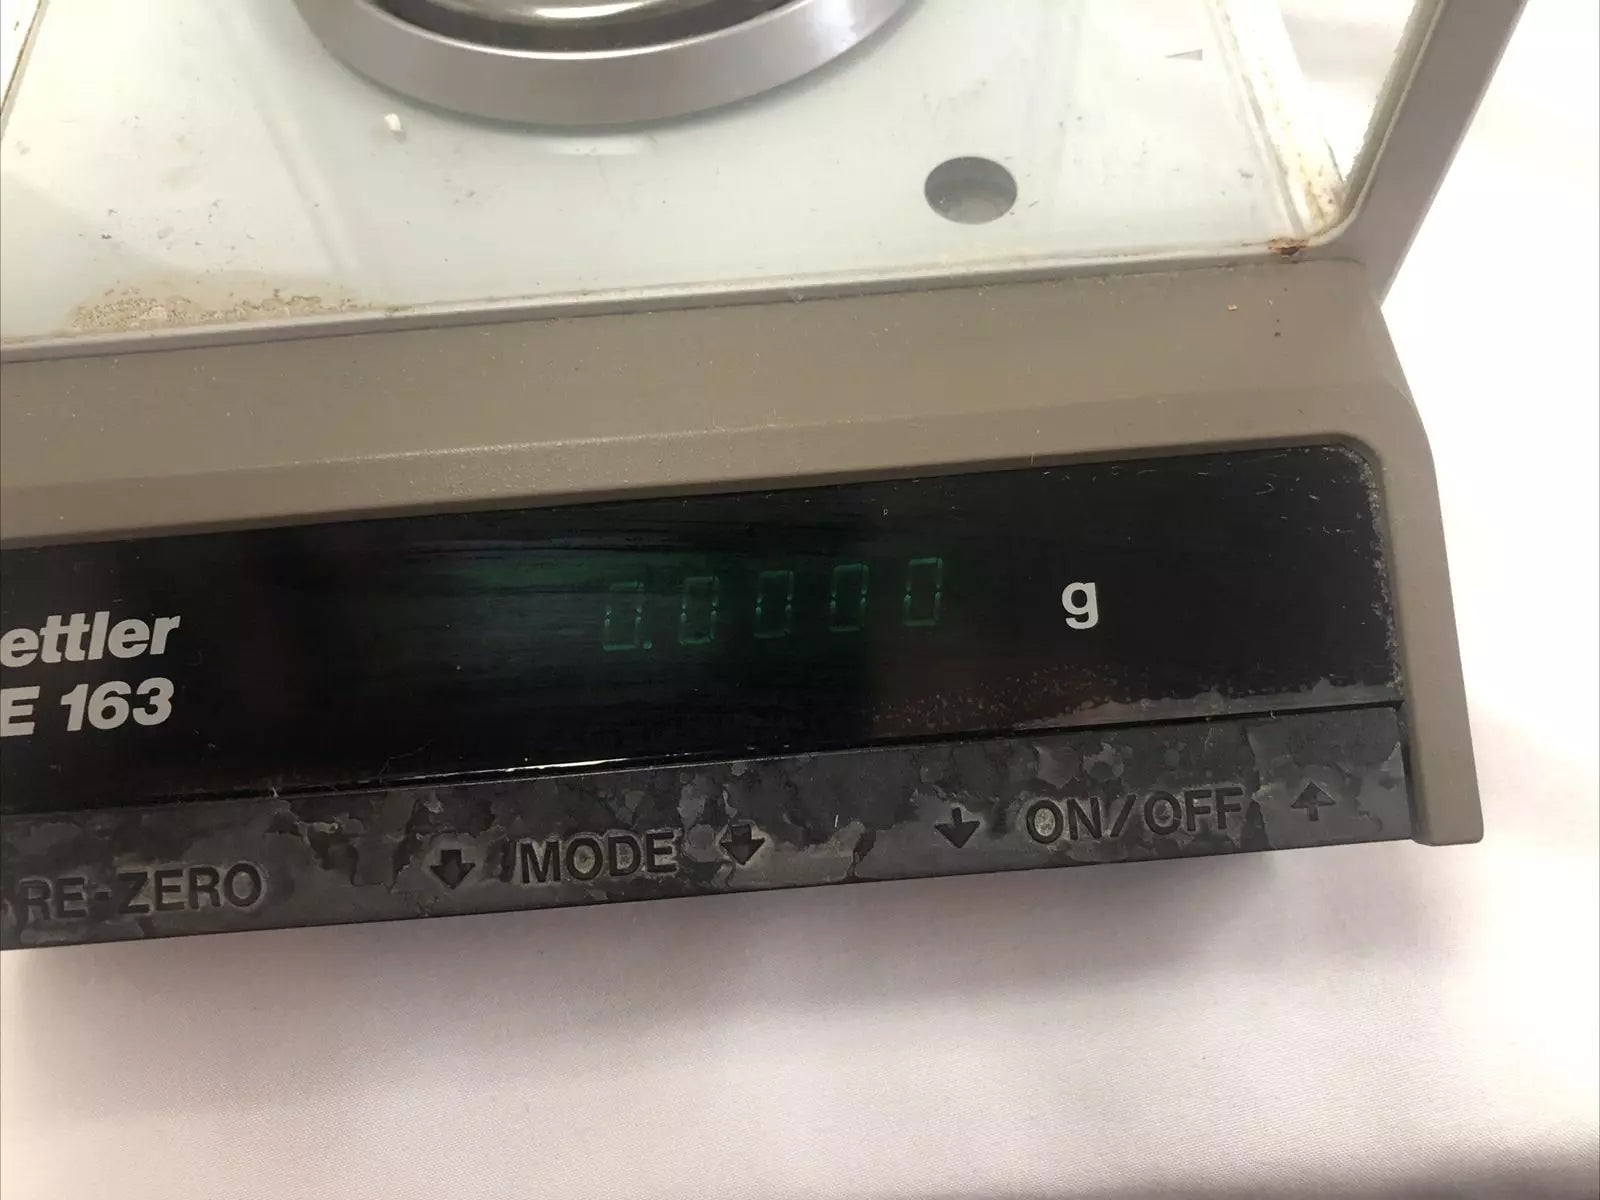 ettler
E 163
0.0000 g
RE-ZERO
MODE
ON/OFF